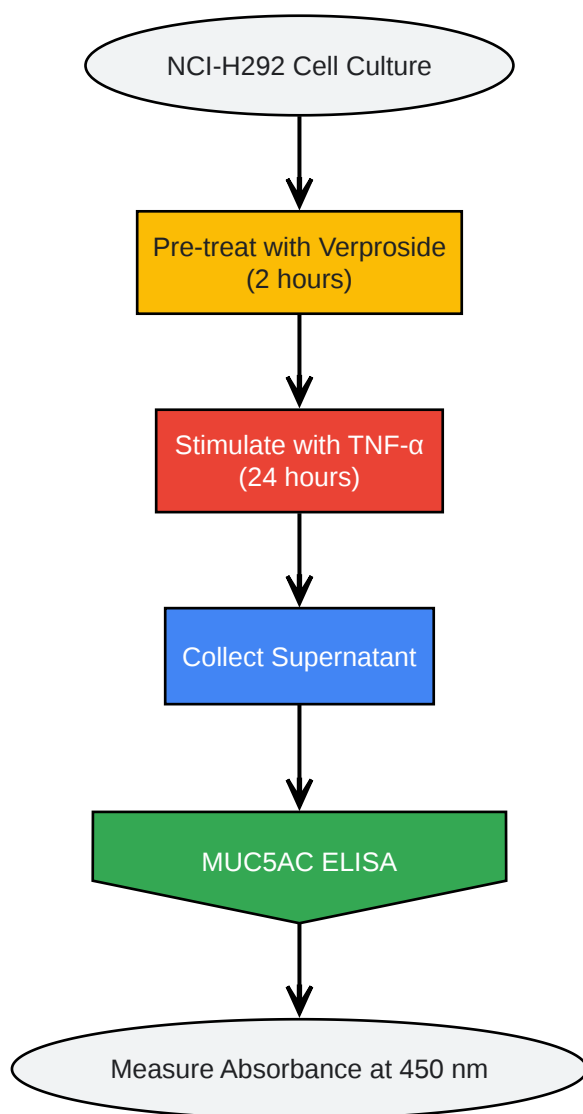 NCI-H292 Cell Culture
Pre-treat with Verproside
(2 hours)
Stimulate with TNF-α
(24 hours)
Collect Supernatant
MUC5AC ELISA
Measure Absorbance at 450 nm